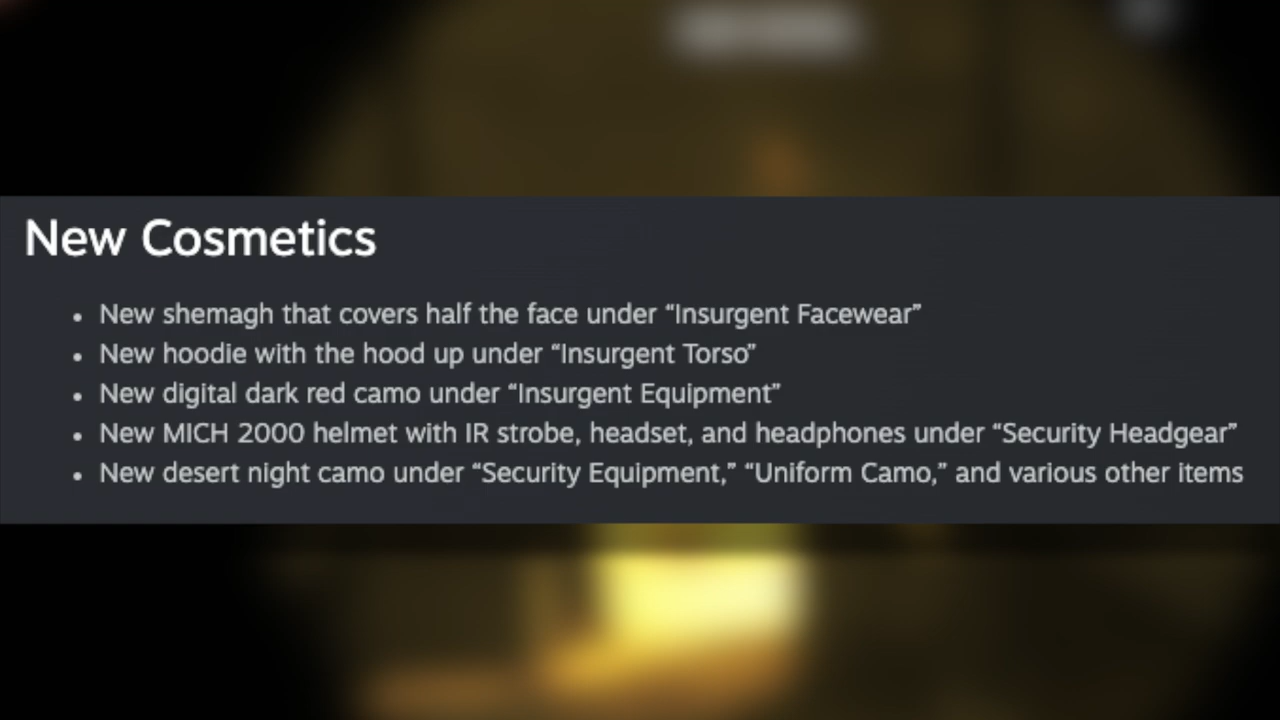 New Cosmetics
• New shemagh that covers half the face under “Insurgent Facewear”
• New hoodie with the hood up under “Insurgent Torso”
• New digital dark red camo under “Insurgent Equipment”
• New MICH 2000 helmet with IR strobe, headset, and headphones under “Security Headgear”
• New desert night camo under “Security Equipment,” “Uniform Camo,” and various other items